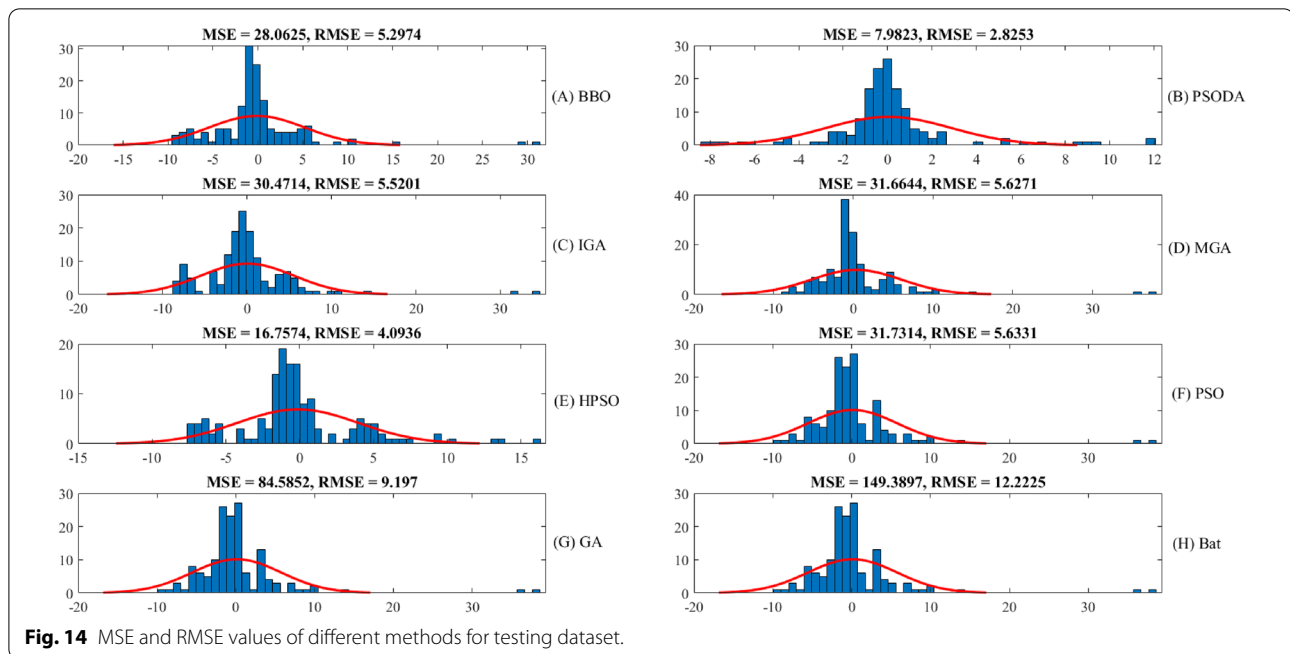 MSE = 28.0625, RMSE = 5.2974
30
20
10
0
-20 -15 -10 -5 0 5 10 15 20 25 30
(A) BBO
MSE = 7.9823, RMSE = 2.8253
30
20
10
0
-8 -6 -4 -2 0 2 4 6 8 10 12
(B) PSODA
MSE = 30.4714, RMSE = 5.5201
30
20
10
0
-20 -10 0 10 20 30
(C) IGA
MSE = 31.6644, RMSE = 5.6271
40
20
0
-20 -10 0 10 20 30
(D) MGA
MSE = 16.7574, RMSE = 4.0936
20
10
0
-15 -10 -5 0 5 10 15
(E) HPSO
MSE = 31.7314, RMSE = 5.6331
30
20
10
0
-20 -10 0 10 20 30
(F) PSO
MSE = 84.5852, RMSE = 9.197
30
20
10
0
-20 -10 0 10 20 30
(G) GA
MSE = 149.3897, RMSE = 12.2225
30
20
10
0
-20 -10 0 10 20 30
(H) Bat
Fig. 14 MSE and RMSE values of different methods for testing dataset.